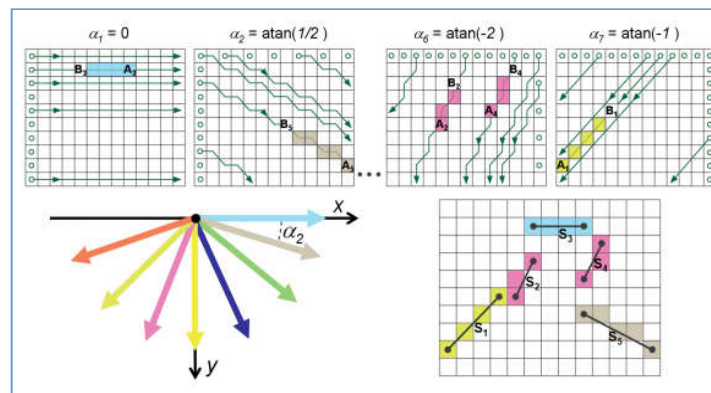 α₁ = 0
α₂ = atan(1/2)
α₆ = atan(-2)
α₇ = atan(-1)
B₃ A₃
B₅
A₅
...
B₂
B₄
A₂
A₄
B₁
A₁
x
α₂
y
S₃
S₄
S₂
S₁
S₅